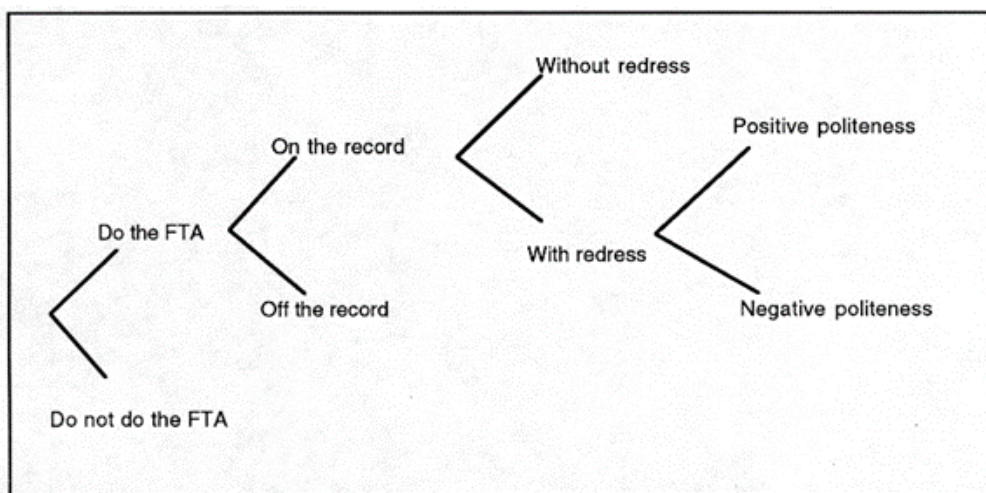 Without redress
Positive politeness
On the record
Do the FTA
With redress
Off the record
Negative politeness
Do not do the FTA